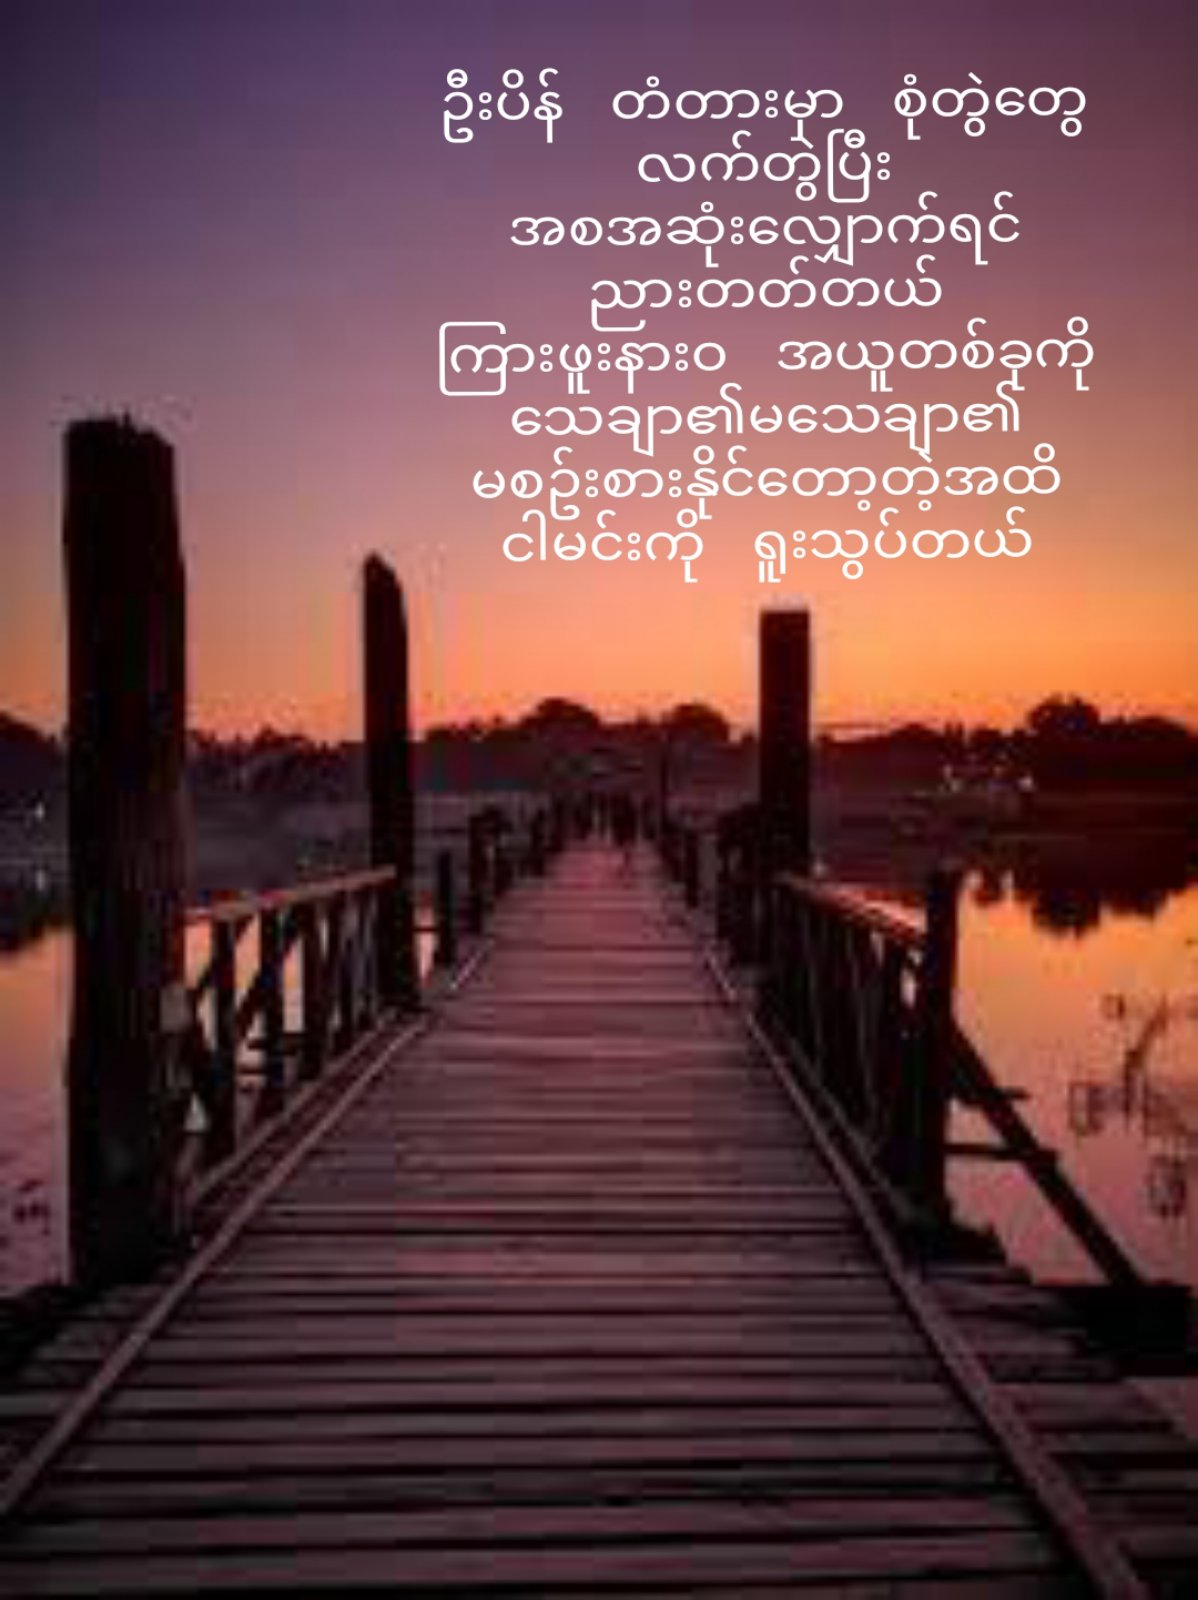 ဦးပိန် တံတားမှာ စုံတွဲတွေ
လက်တွဲပြီး
အစအဆုံးလျှောက်ရင်
ညားတတ်တယ်
ကြားဖူးနားဝ အယူတစ်ခုကို
သေချာ၏မသေချာ၏
မစဥ်းစားနိုင်တော့တဲ့အထိ
ငါမင်းကို ရူးသွပ်တယ်